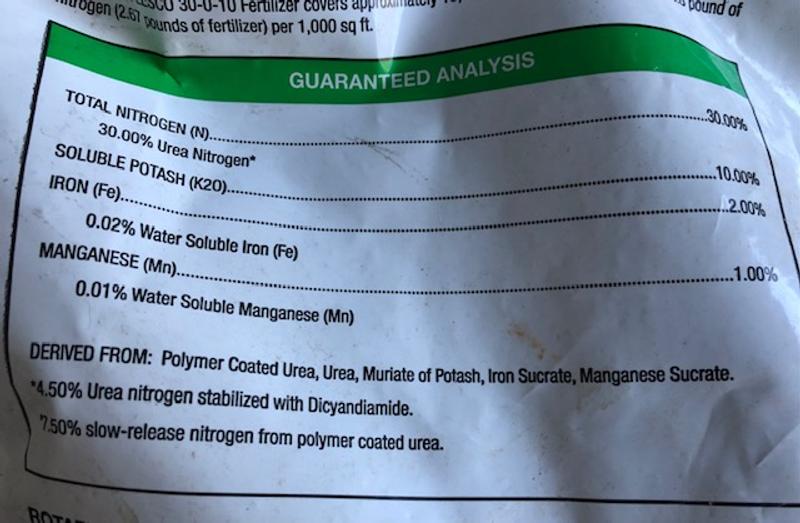 30-0-10 Fertilizer covers approximately
pound of
(2.67 pounds of fertilizer) per 1,000 sq ft.
GUARANTEED ANALYSIS
TOTAL NITROGEN (N)..........30.00%
30.00% Urea Nitrogen*
SOLUBLE POTASH (K20)..........10.00%
IRON (Fe)..........2.00%
0.02% Water Soluble Iron (Fe)
MANGANESE (Mn)..........1.00%
0.01% Water Soluble Manganese (Mn)
DERIVED FROM: Polymer Coated Urea, Urea, Muriate of Potash, Iron Sucrate, Manganese Sucrate.
*4.50% Urea nitrogen stabilized with Dicyandiamide.
*7.50% slow-release nitrogen from polymer coated urea.